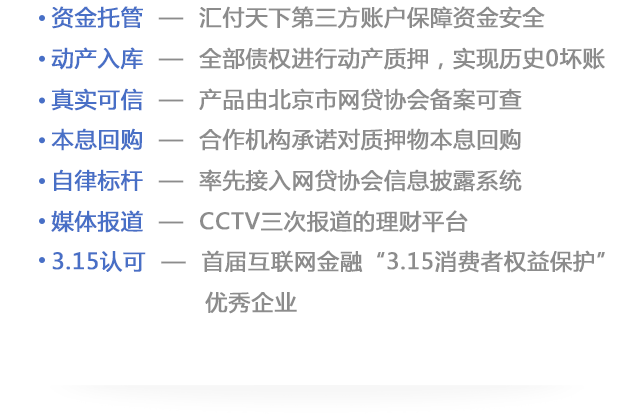 • 资金托管 — 汇付天下第三方账户保障资金安全
• 动产入库 — 全部债权进行动产质押，实现历史0坏账
• 真实可信 — 产品由北京市网贷协会备案可查
• 本息回购 — 合作机构承诺对质押物本息回购
• 自律标杆 — 率先接入网贷协会信息披露系统
• 媒体报道 — CCTV三次报道的理财平台
• 3.15认可 — 首届互联网金融“3.15消费者权益保护”
优秀企业